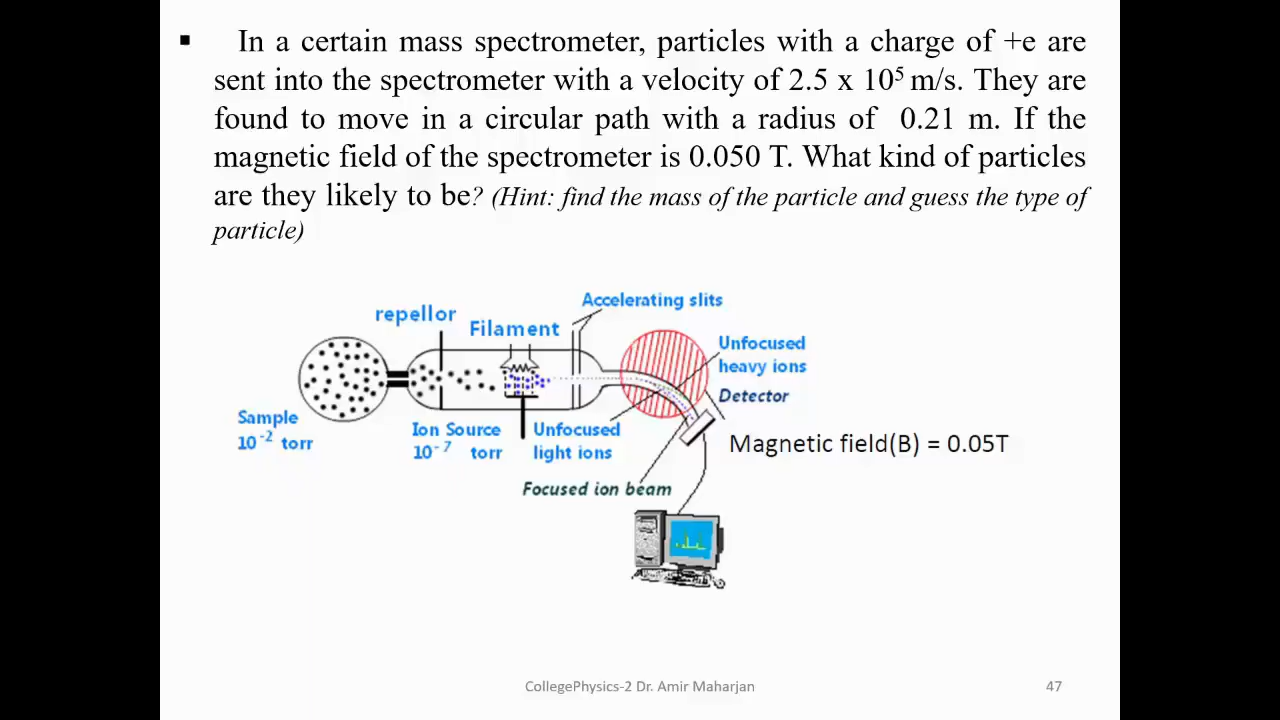 ▪ In a certain mass spectrometer, particles with a charge of +e are
sent into the spectrometer with a velocity of 2.5 x 10⁵ m/s. They are
found to move in a circular path with a radius of 0.21 m. If the
magnetic field of the spectrometer is 0.050 T. What kind of particles
are they likely to be? (Hint: find the mass of the particle and guess the type of
particle)
Accelerating slits
repellor
Filament
Unfocused
heavy ions
Detector
Sample
10⁻² torr
Ion Source
10⁻⁷ torr
Unfocused
light ions
Magnetic field(B) = 0.05T
Focused ion beam
CollegePhysics-2 Dr. Amir Maharjan
47